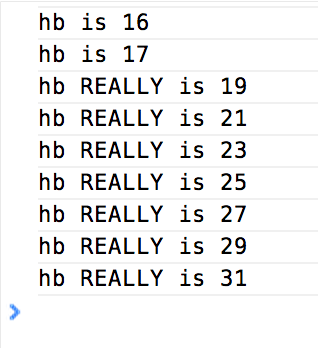 hb is 16
hb is 17
hb REALLY is 19
hb REALLY is 21
hb REALLY is 23
hb REALLY is 25
hb REALLY is 27
hb REALLY is 29
hb REALLY is 31